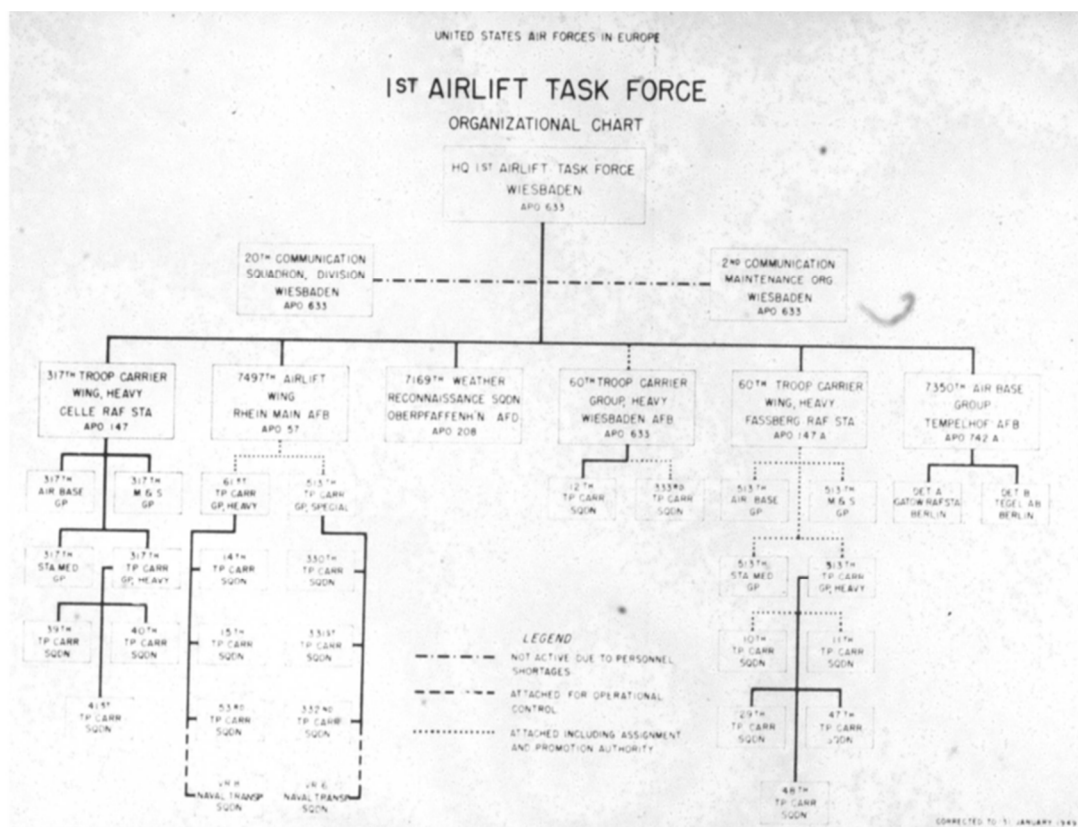 UNITED STATES AIR FORCES IN EUROPE
1ST AIRLIFT TASK FORCE
ORGANIZATIONAL CHART
HQ 1ST AIRLIFT TASK FORCE
WIESBADEN
APO 633
20TH COMMUNICATION
SQUADRON, DIVISION
WIESBADEN
APO 633
2ND COMMUNICATION
MAINTENANCE ORG.
WIESBADEN
APO 633
317TH TROOP CARRIER
WING, HEAVY
CELLE RAF STA
APO 147
7497TH AIRLIFT
WING
RHEIN MAIN AFB
APO 57
7169TH WEATHER
RECONNAISSANCE SQDN
OBERPFAFFENH'N AFD
APO 208
60TH TROOP CARRIER
GROUP, HEAVY
WIESBADEN AFB
APO 633
60TH TROOP CARRIER
WING, HEAVY
FASSBERG RAF STA
APO 147 A
7350TH AIR BASE
GROUP
TEMPELHOF AFB
APO 742 A
317TH
AIR BASE
GP
317TH
M & S
GP
61ST
TP CARR
GP, HEAVY
513TH
TP CARR
GP, SPECIAL
12TH
TP CARR
SQDN
333RD
TP CARR
SQDN
513TH
AIR BASE
GP
513TH
M & S
GP
DET. A
GATOW RAFSTA
BERLIN
DET B
TEGEL AB
BERLIN
317TH
STA MED
GP
317TH
TP CARR
GP, HEAVY
14TH
TP CARR
SQDN
330TH
TP CARR
SQDN
513TH
STA MED
GP
313TH
TP CARR
GP, HEAVY
39TH
TP CARR
SQDN
40TH
TP CARR
SQDN
15TH
TP CARR
SQDN
331ST
TP CARR
SQDN
10TH
TP CARR
SQDN
11TH
TP CARR
SQDN
41ST
TP CARR
SQDN
53RD
TP CARR
SQDN
332ND
TP CARR
SQDN
29TH
TP CARR
SQDN
47TH
TP CARR
SQDN
VR 8
NAVAL TRANSP
SQDN
VR 6
NAVAL TRANSP
SQDN
48TH
TP CARR
SQDN
LEGEND
NOT ACTIVE DUE TO PERSONNEL
SHORTAGES
ATTACHED FOR OPERATIONAL
CONTROL
ATTACHED INCLUDING ASSIGNMENT
AND PROMOTION AUTHORITY
CORRECTED TO 31 JANUARY 1949